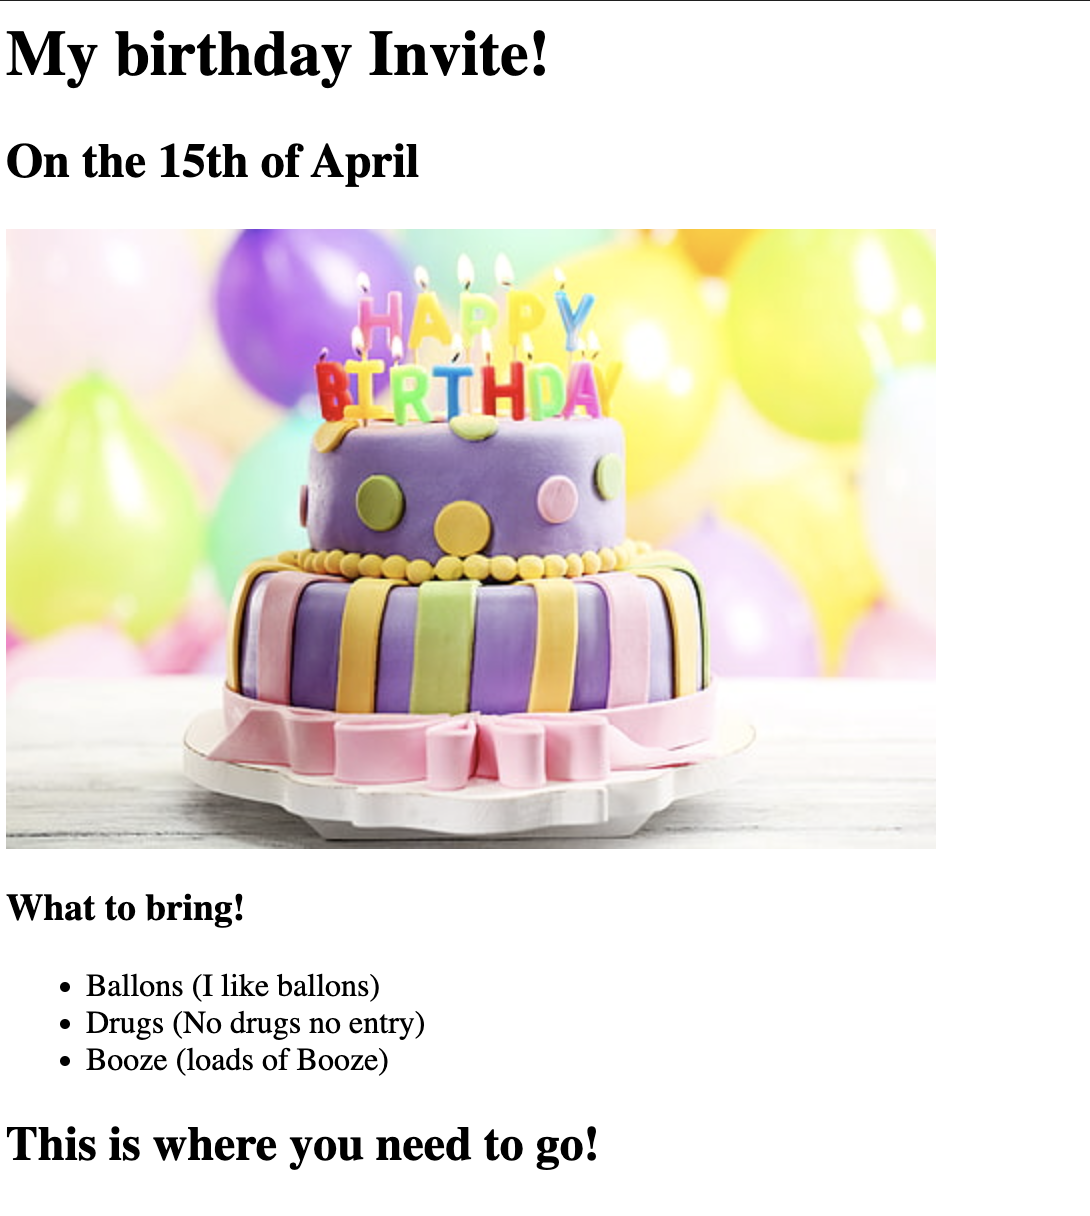 My birthday Invite!
On the 15th of April
HAPPY
BIRTHDAY
What to bring!
Ballons (I like ballons)
Drugs (No drugs no entry)
Booze (loads of Booze)
This is where you need to go!